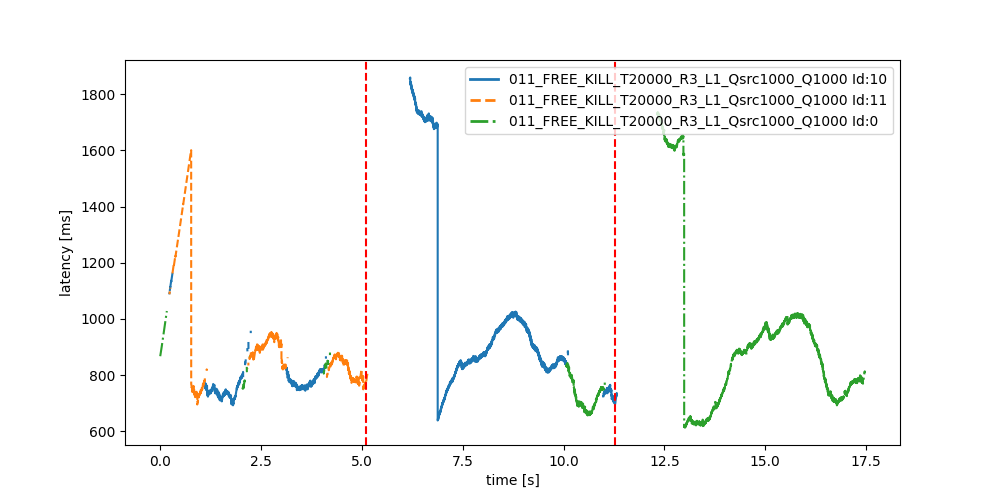 011_FREE_KILL_T20000_R3_L1_Qsrc1000_Q1000 Id:10
011_FREE_KILL_T20000_R3_L1_Qsrc1000_Q1000 Id:11
011_FREE_KILL_T20000_R3_L1_Qsrc1000_Q1000 Id:0
latency [ms]
1800
1600
1400
1200
1000
800
600
0.0 2.5 5.0 7.5 10.0 12.5 15.0 17.5
time [s]